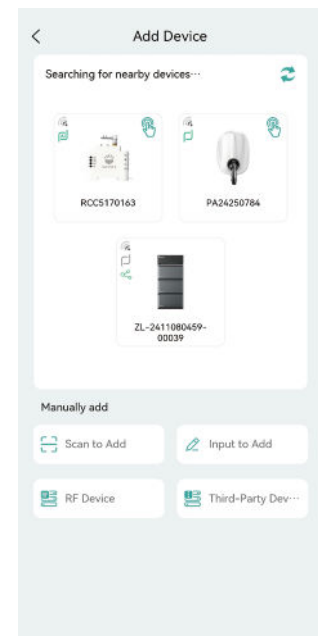 Add Device
Searching for nearby devices···
RCC5170163
PA24250784
ZL-2411080459-
00039
Manually add
Scan to Add
Input to Add
RF Device
Third-Party Dev···